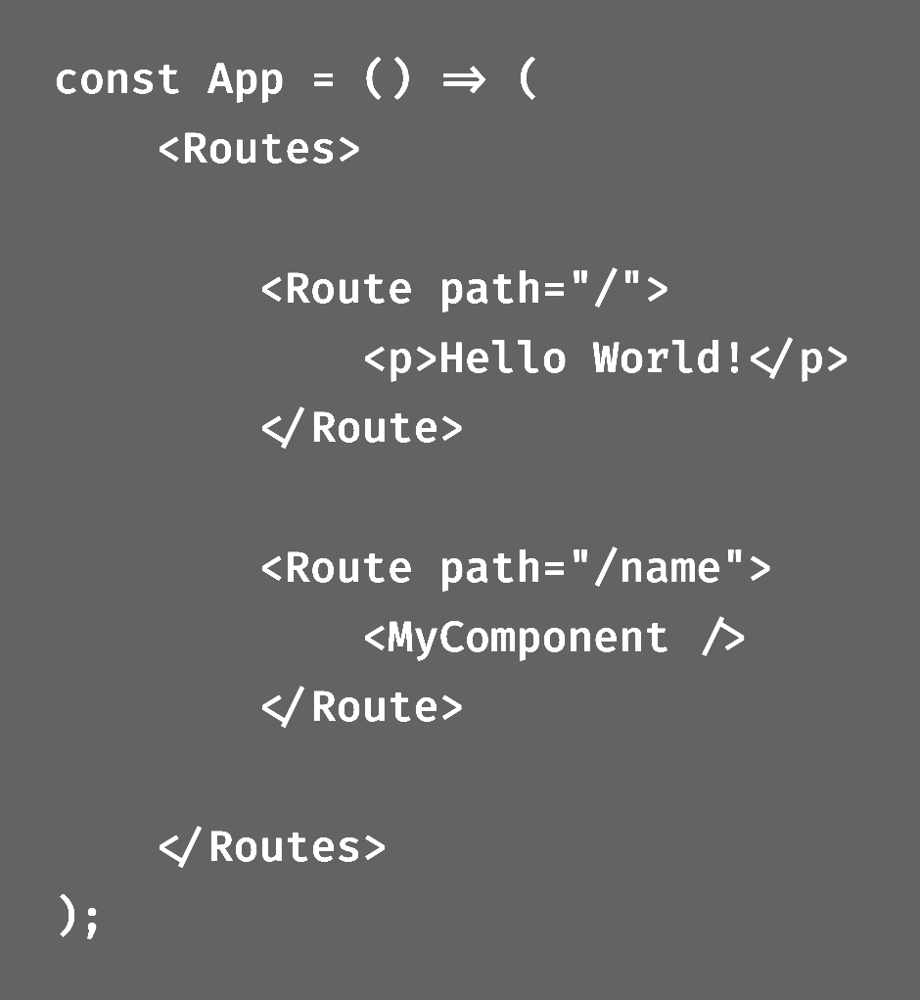 const App = () => (
    <Routes>

        <Route path="/">
            <p>Hello World!</p>
        </Route>

        <Route path="/name">
            <MyComponent />
        </Route>

    </Routes>
);